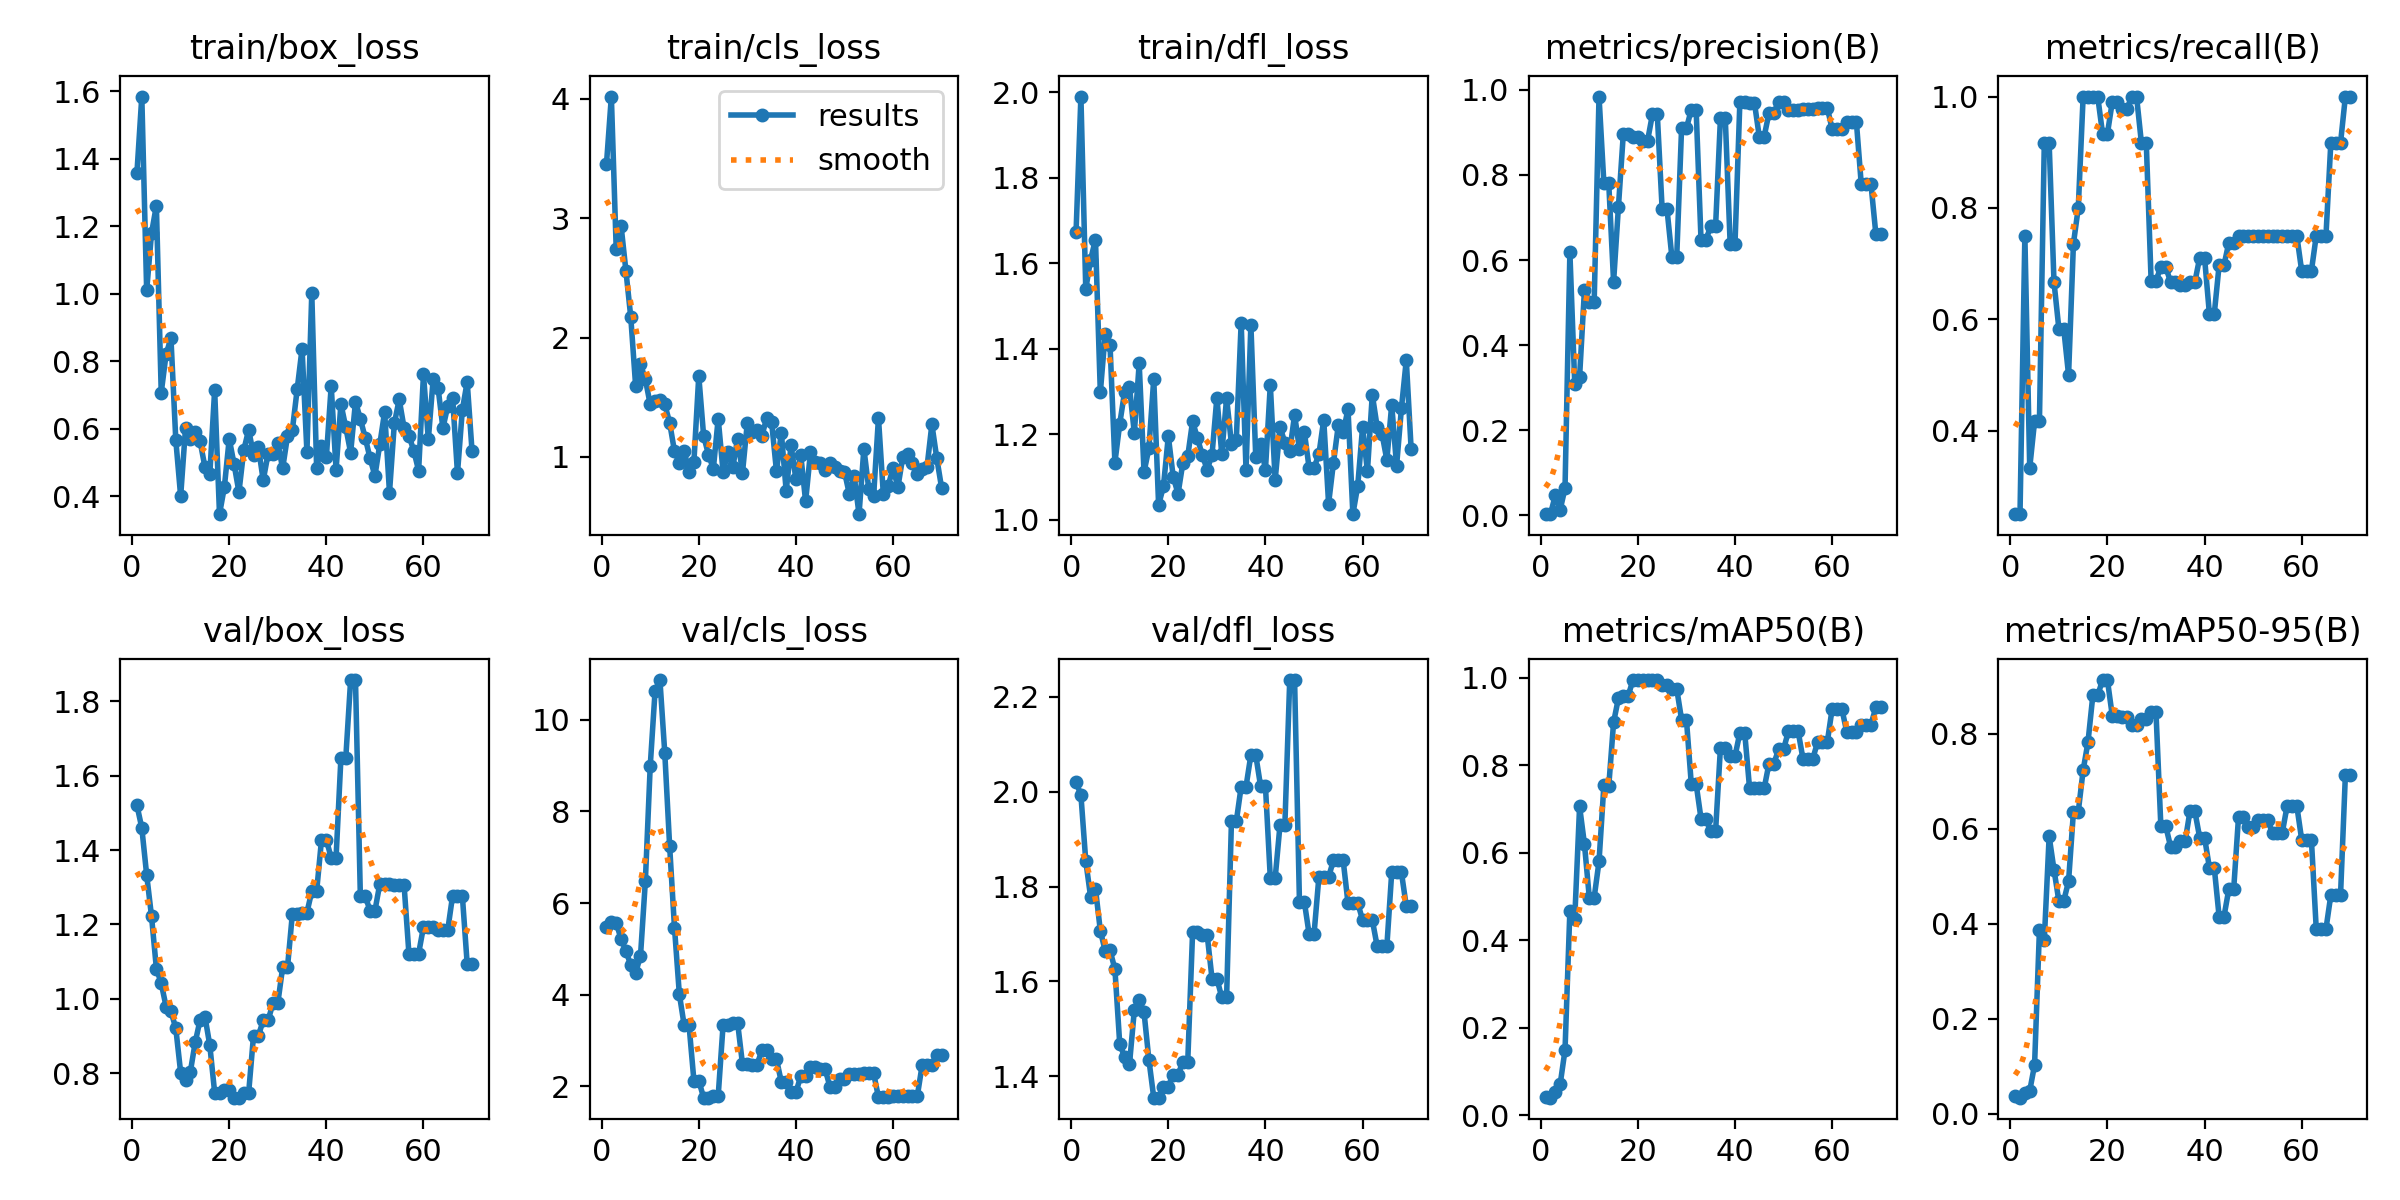 train/box_loss
1.6
1.4
1.2
1.0
0.8
0.6
0.4
0 20 40 60
train/cls_loss
results
smooth
4
3
2
1
0 20 40 60
train/dfl_loss
2.0
1.8
1.6
1.4
1.2
1.0
0 20 40 60
metrics/precision(B)
1.0
0.8
0.6
0.4
0.2
0.0
0 20 40 60
metrics/recall(B)
1.0
0.8
0.6
0.4
0 20 40 60
val/box_loss
1.8
1.6
1.4
1.2
1.0
0.8
0 20 40 60
val/cls_loss
10
8
6
4
2
0 20 40 60
val/dfl_loss
2.2
2.0
1.8
1.6
1.4
0 20 40 60
metrics/mAP50(B)
1.0
0.8
0.6
0.4
0.2
0.0
0 20 40 60
metrics/mAP50-95(B)
0.8
0.6
0.4
0.2
0.0
0 20 40 60